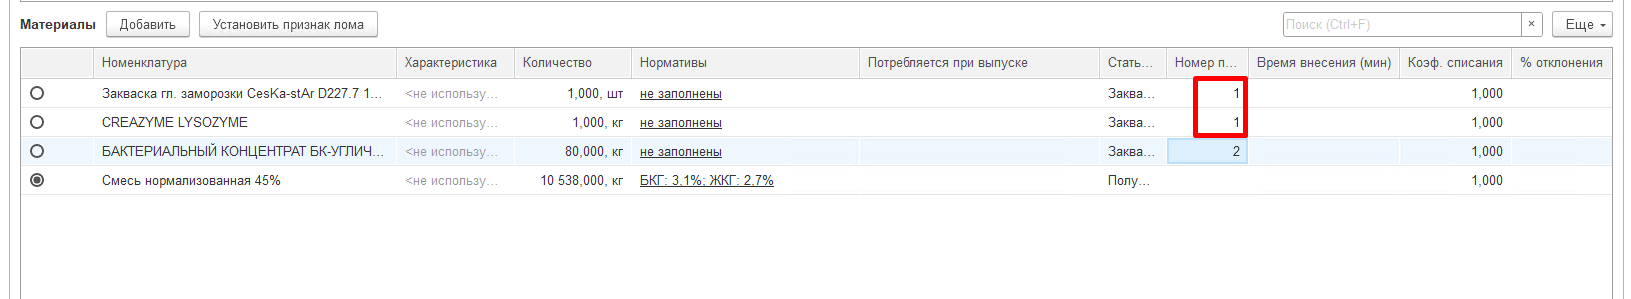 Материалы Добавить Установить признак лома Поиск (Ctrl+F) × Еще
Номенклатура Характеристика Количество Нормативы Потребляется при выпуске Стать... Номер п... Время внесения (мин) Коэф. списания % отклонения
Закваска гл. заморозки CesKa-stAr D227.7 1... <не использу... 1,000, шт не заполнены Заква... 1 1,000
CREAZYME LYSOZYME <не использу... 1,000, кг не заполнены Заква... 1 1,000
БАКТЕРИАЛЬНЫЙ КОНЦЕНТРАТ БК-УГЛИЧ... <не использу... 80,000, кг не заполнены Заква... 2 1,000
Смесь нормализованная 45% <не использу... 10 538,000, кг БКГ: 3,1%; ЖКГ: 2,7% Полу... 1,000